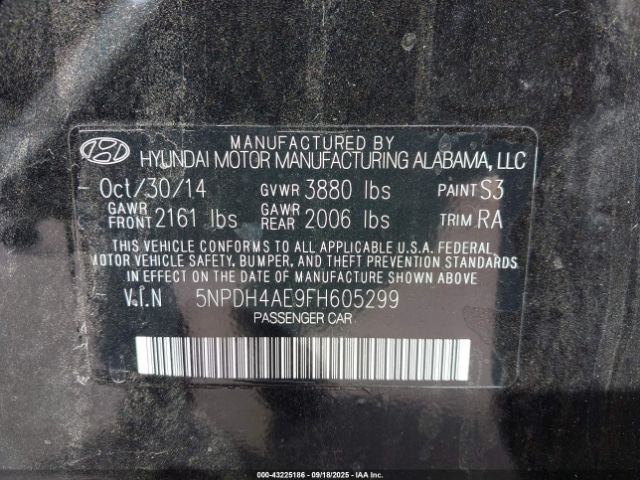 MANUFACTURED BY
HYUNDAI MOTOR MANUFACTURING ALABAMA, LLC
Oct/30/14 GVWR 3880 lbs PAINT S3
GAWR FRONT 2161 lbs GAWR REAR 2006 lbs TRIM RA
THIS VEHICLE CONFORMS TO ALL APPLICABLE U.S.A. FEDERAL
MOTOR VEHICLE SAFETY, BUMPER, AND THEFT PREVENTION STANDARDS
IN EFFECT ON THE DATE OF MANUFACTURE SHOWN ABOVE
V.I.N 5NPDH4AE9FH605299
PASSENGER CAR
000-43225186 - 09/18/2025 - IAA Inc.